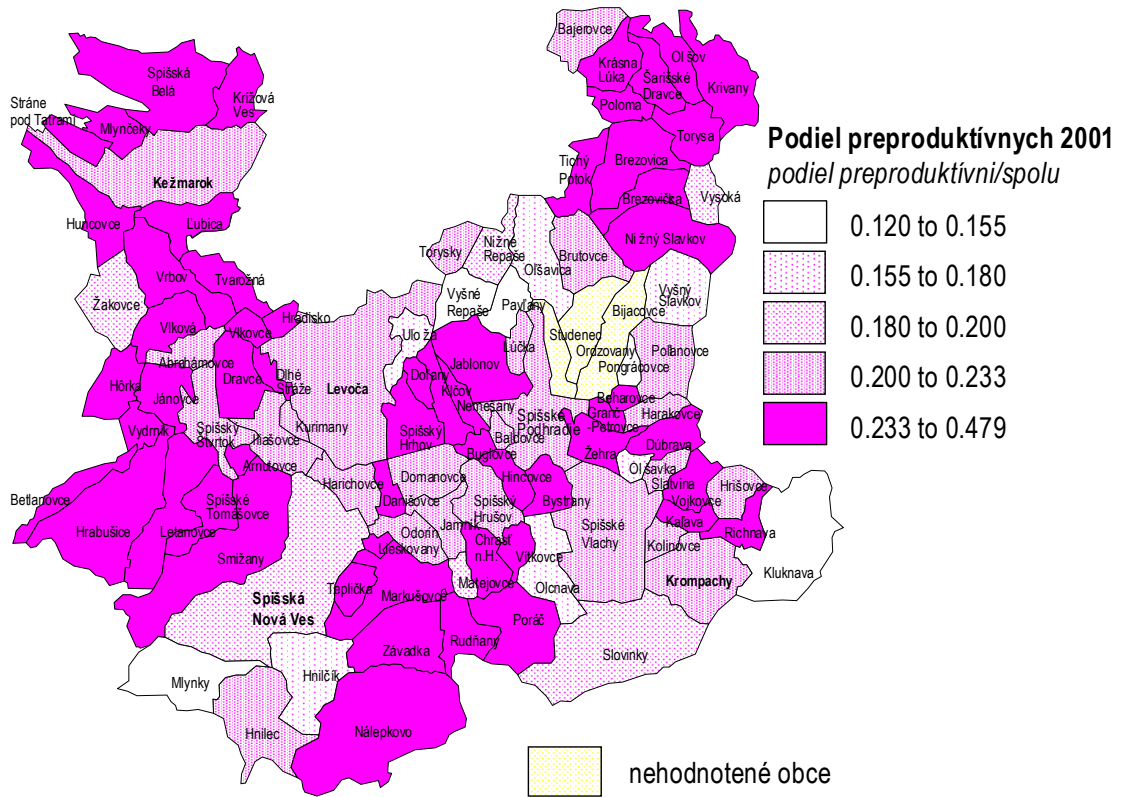 Bajerovce
Krásna
Lúka
Oľšov
Šarišské
Dravce
Krivany
Poloma
Torysa
Spišská
Belá
Krížová
Ves
Stráne
pod Tatrami
Mlynčeky
Kežmarok
Tichý
Potok
Brezovica
Brezovička
Vysoká
Huncovce
Ľubica
Nižný Slavkov
Torysky
Nižné
Repaše
Oľšavica
Brutovce
Vrbov
Tvarožná
Žakovce
Vyšné
Repaše
Pavľany
Bijacovce
Vyšný
Slavkov
Vlková
Vlkovce
Hradisko
Uloža
Studenec
Lúčka
Ordzovany
Pongrácovce
Poľanovce
Abrahámovce
Jablonov
Hôrka
Dravce
Dlhé
Stráže
Levoča
Doľany
Klčov
Jánovce
Nemešany
Beharovce
Spišské
Podhradie
Granč
-Petrovce
Harakovce
Vydrník
Spišský
Štvrtok
Iliašovce
Kurimany
Spišský
Hrhov
Baldovce
Buglovce
Žehra
Dúbrava
Arnutovce
Harichovce
Domanovce
Hincovce
Oľšavka
Slatvina
Betlanovce
Spišské
Tomášovce
Danišovce
Spišský
Hrušov
Bystrany
Hrišovce
Vojkovce
Hrabušice
Letanovce
Odorín
Jamník
Spišské
Vlachy
Kaľava
Richnava
Smižany
Lieskovany
Chrasť
n.H.
Vítkovce
Kolinovce
Kluknava
Teplička
Markušovce
Matejovce
Olcnava
Krompachy
Spišská
Nová Ves
Poráč
Rudňany
Závadka
Slovinky
Mlynky
Hnilčík
Hnilec
Nálepkovo
Podiel preproduktívnych 2001
podiel preproduktívni/spolu
0.120 to 0.155
0.155 to 0.180
0.180 to 0.200
0.200 to 0.233
0.233 to 0.479
nehodnotené obce